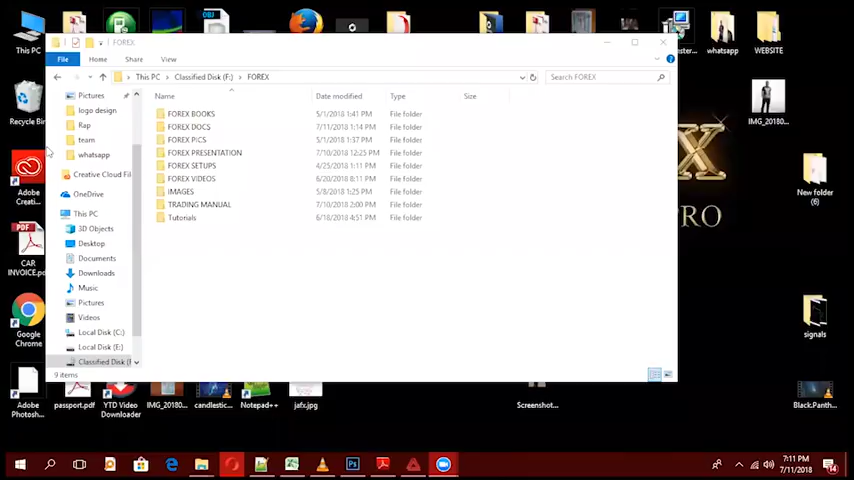 FOREX
File
Home
Share
View
This PC
Classified Disk (F:)
FOREX
Search FOREX
Name
Date modified
Type
Size
Pictures
logo design
Rap
team
whatsapp
Creative Cloud Fil
OneDrive
This PC
3D Objects
Desktop
Documents
Downloads
Music
Pictures
Videos
Local Disk (C:)
Local Disk (E:)
Classified Disk (F
FOREX BOOKS 5/1/2018 1:41 PM File folder
FOREX DOCS 7/11/2018 1:14 PM File folder
FOREX PICS 5/1/2018 1:37 PM File folder
FOREX PRESENTATION 7/10/2018 12:25 PM File folder
FOREX SETUPS 4/25/2018 1:11 PM File folder
FOREX VIDEOS 6/20/2018 8:11 PM File folder
IMAGES 5/8/2018 1:25 PM File folder
TRADING MANUAL 7/10/2018 2:00 PM File folder
Tutorials 6/18/2018 4:51 PM File folder
9 items
This PC
Recycle Bin
Adobe
Creati...
CAR
INVOICE.pdf
Google
Chrome
Adobe
Photosh...
passport.pdf
YTD Video
Downloader
IMG_20180...
candlestic...
Notepad++
jafx.jpg
Screenshot...
whatsapp
WEBSITE
IMG_20180...
X
PRO
New folder
(6)
signals
Black.Panth...
7:11 PM
7/11/2018
14